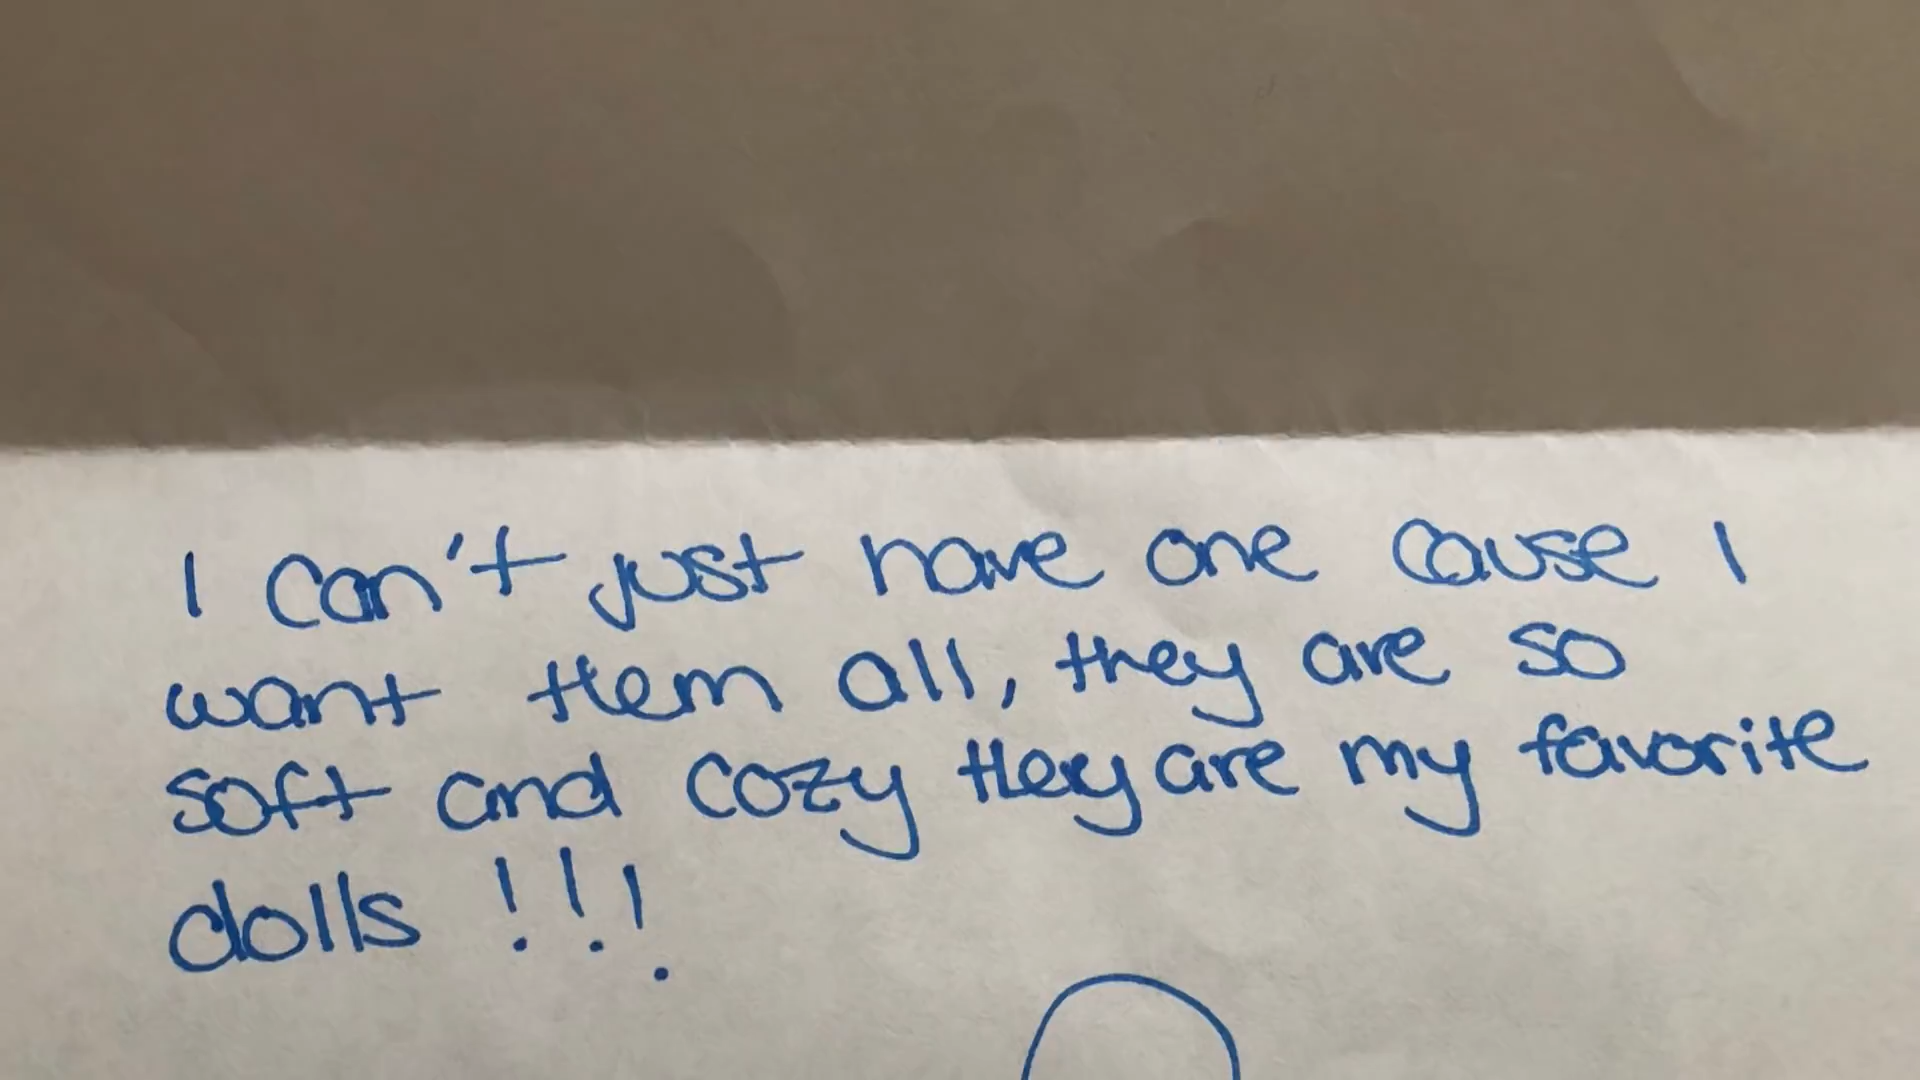 I can't just have one cause I
want them all, they are so
soft and cozy they are my favorite
dolls !!!